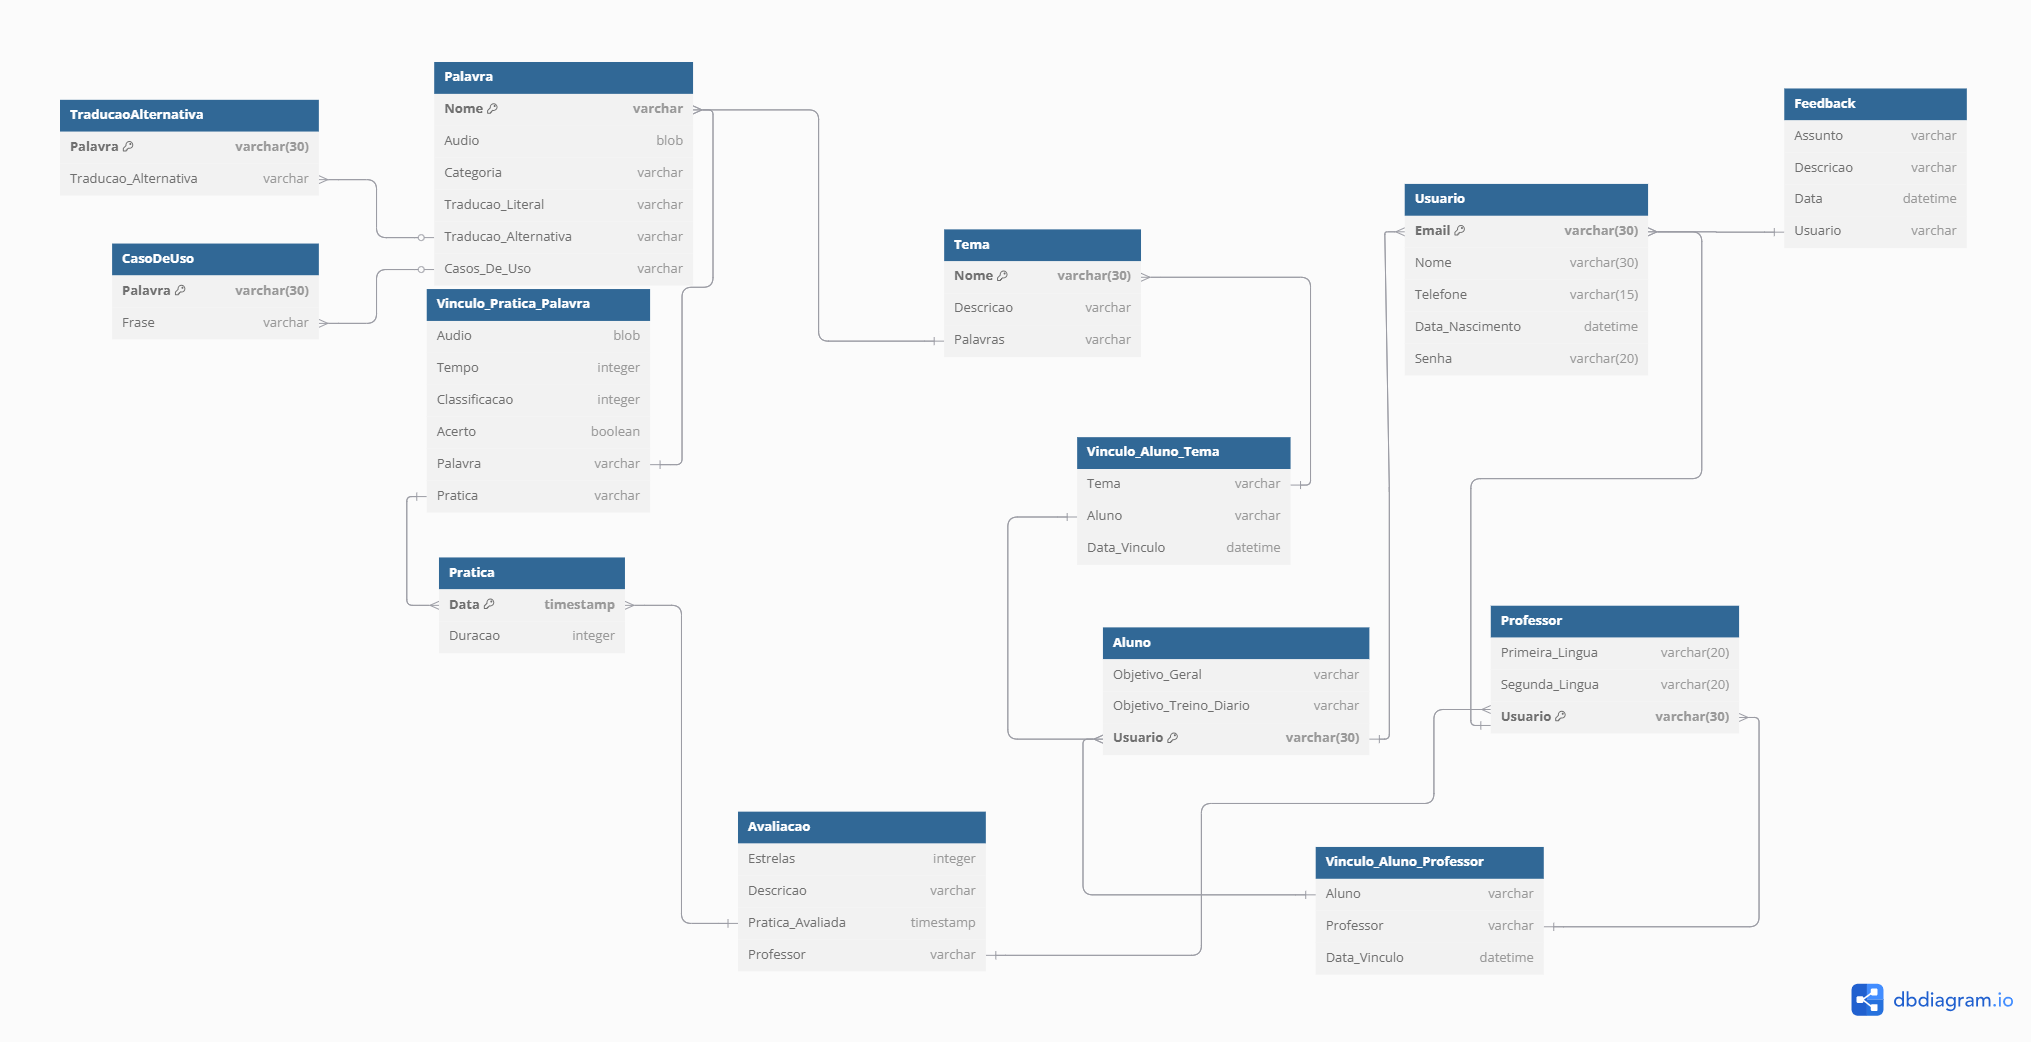 TraducaoAlternativa
Palavra varchar(30)
Traducao_Alternativa varchar
CasoDeUso
Palavra varchar(30)
Frase varchar
Palavra
Nome varchar
Audio blob
Categoria varchar
Traducao_Literal varchar
Traducao_Alternativa varchar
Casos_De_Uso varchar
Vinculo_Pratica_Palavra
Audio blob
Tempo integer
Classificacao integer
Acerto boolean
Palavra varchar
Pratica varchar
Pratica
Data timestamp
Duracao integer
Tema
Nome varchar(30)
Descricao varchar
Palavras varchar
Vinculo_Aluno_Tema
Tema varchar
Aluno varchar
Data_Vinculo datetime
Aluno
Objetivo_Geral varchar
Objetivo_Treino_Diario varchar
Usuario varchar(30)
Avaliacao
Estrelas integer
Descricao varchar
Pratica_Avaliada timestamp
Professor varchar
Usuario
Email varchar(30)
Nome varchar(30)
Telefone varchar(15)
Data_Nascimento datetime
Senha varchar(20)
Feedback
Assunto varchar
Descricao varchar
Data datetime
Usuario varchar
Professor
Primeira_Lingua varchar(20)
Segunda_Lingua varchar(20)
Usuario varchar(30)
Vinculo_Aluno_Professor
Aluno varchar
Professor varchar
Data_Vinculo datetime
dbdiagram.io